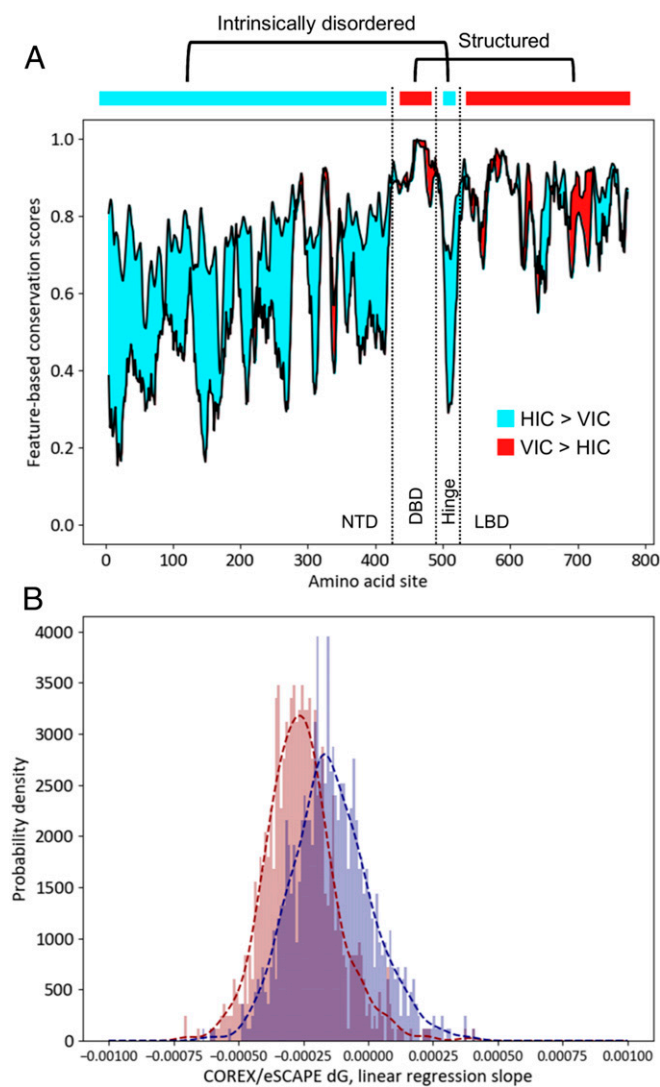 Intrinsically disordered
A
Structured
Feature-based conservation scores
1.0
0.8
0.6
0.4
0.2
0.0
HIC > VIC
VIC > HIC
NTD
DBD
Hinge
LBD
0 100 200 300 400 500 600 700 800
Amino acid site
B
Probability density
4000
3500
3000
2500
2000
1500
1000
500
0
−0.00100 −0.00075 −0.00050 −0.00025 0.00000 0.00025 0.00050 0.00075 0.00100
COREX/eSCAPE dG, linear regression slope